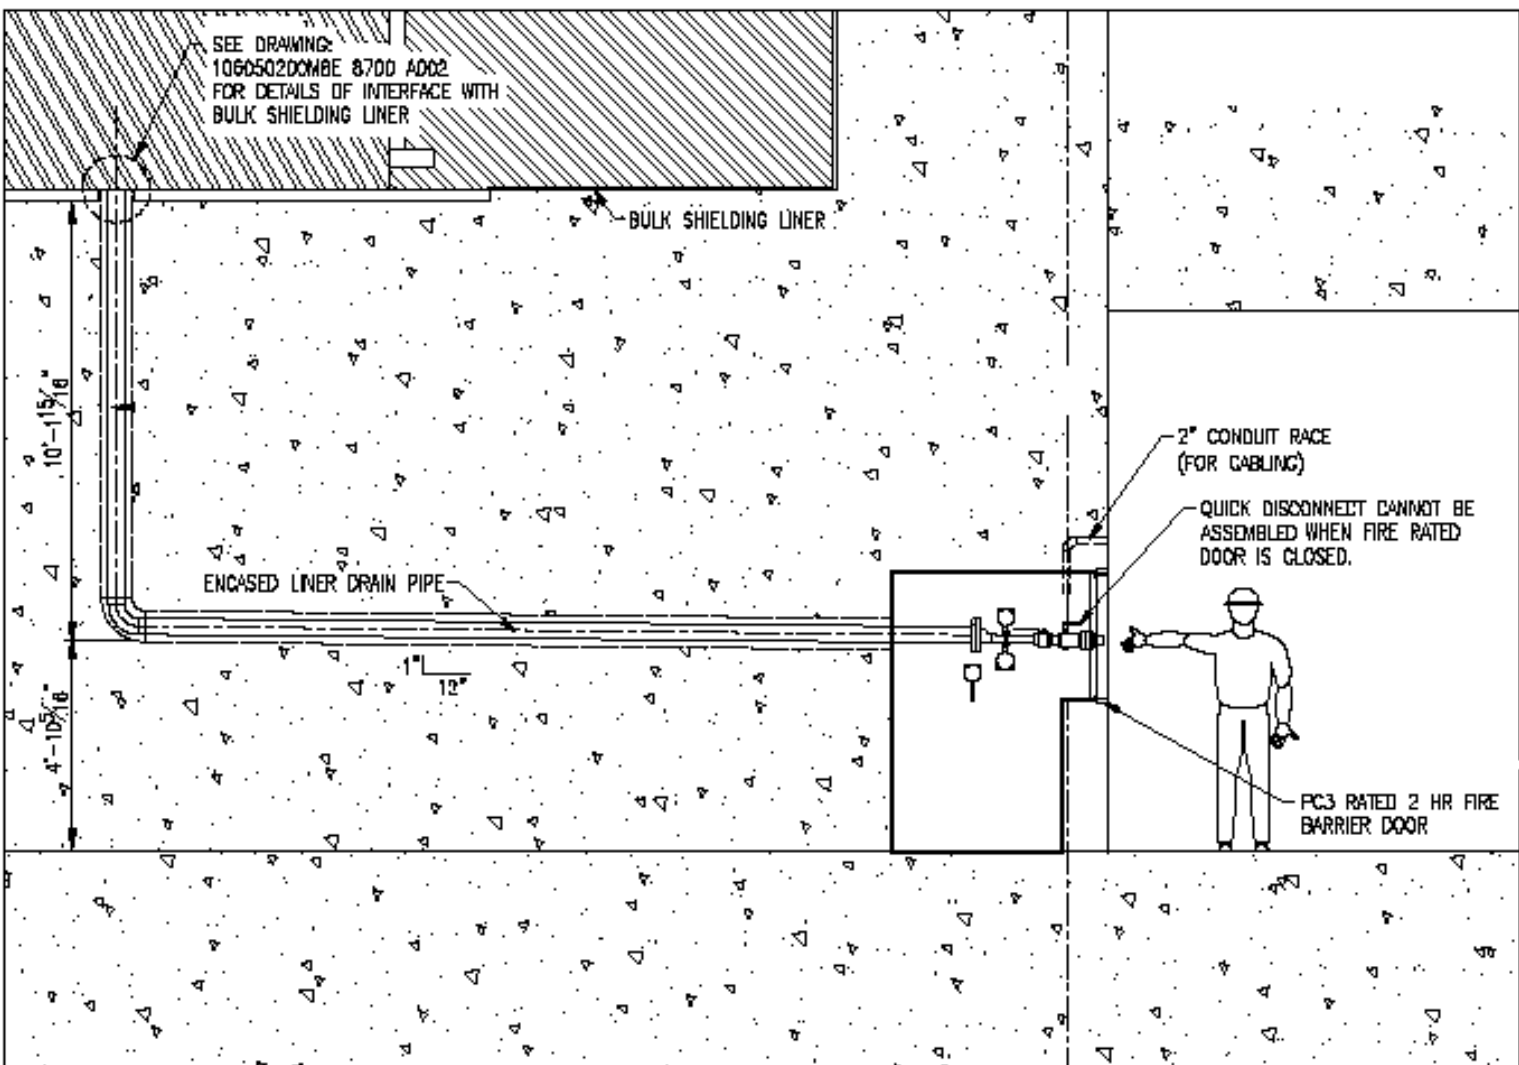 SEE DRAWING:
106050200M8E 8700 A002
FOR DETAILS OF INTERFACE WITH
BULK SHIELDING LINER
BULK SHIELDING LINER
10'-1 15/16"
2" CONDUIT RACE
(FOR CABLING)
QUICK DISCONNECT CANNOT BE
ASSEMBLED WHEN FIRE RATED
DOOR IS CLOSED.
ENCASED LINER DRAIN PIPE
1"
12"
4'-10 5/16"
PC3 RATED 2 HR FIRE
BARRIER DOOR